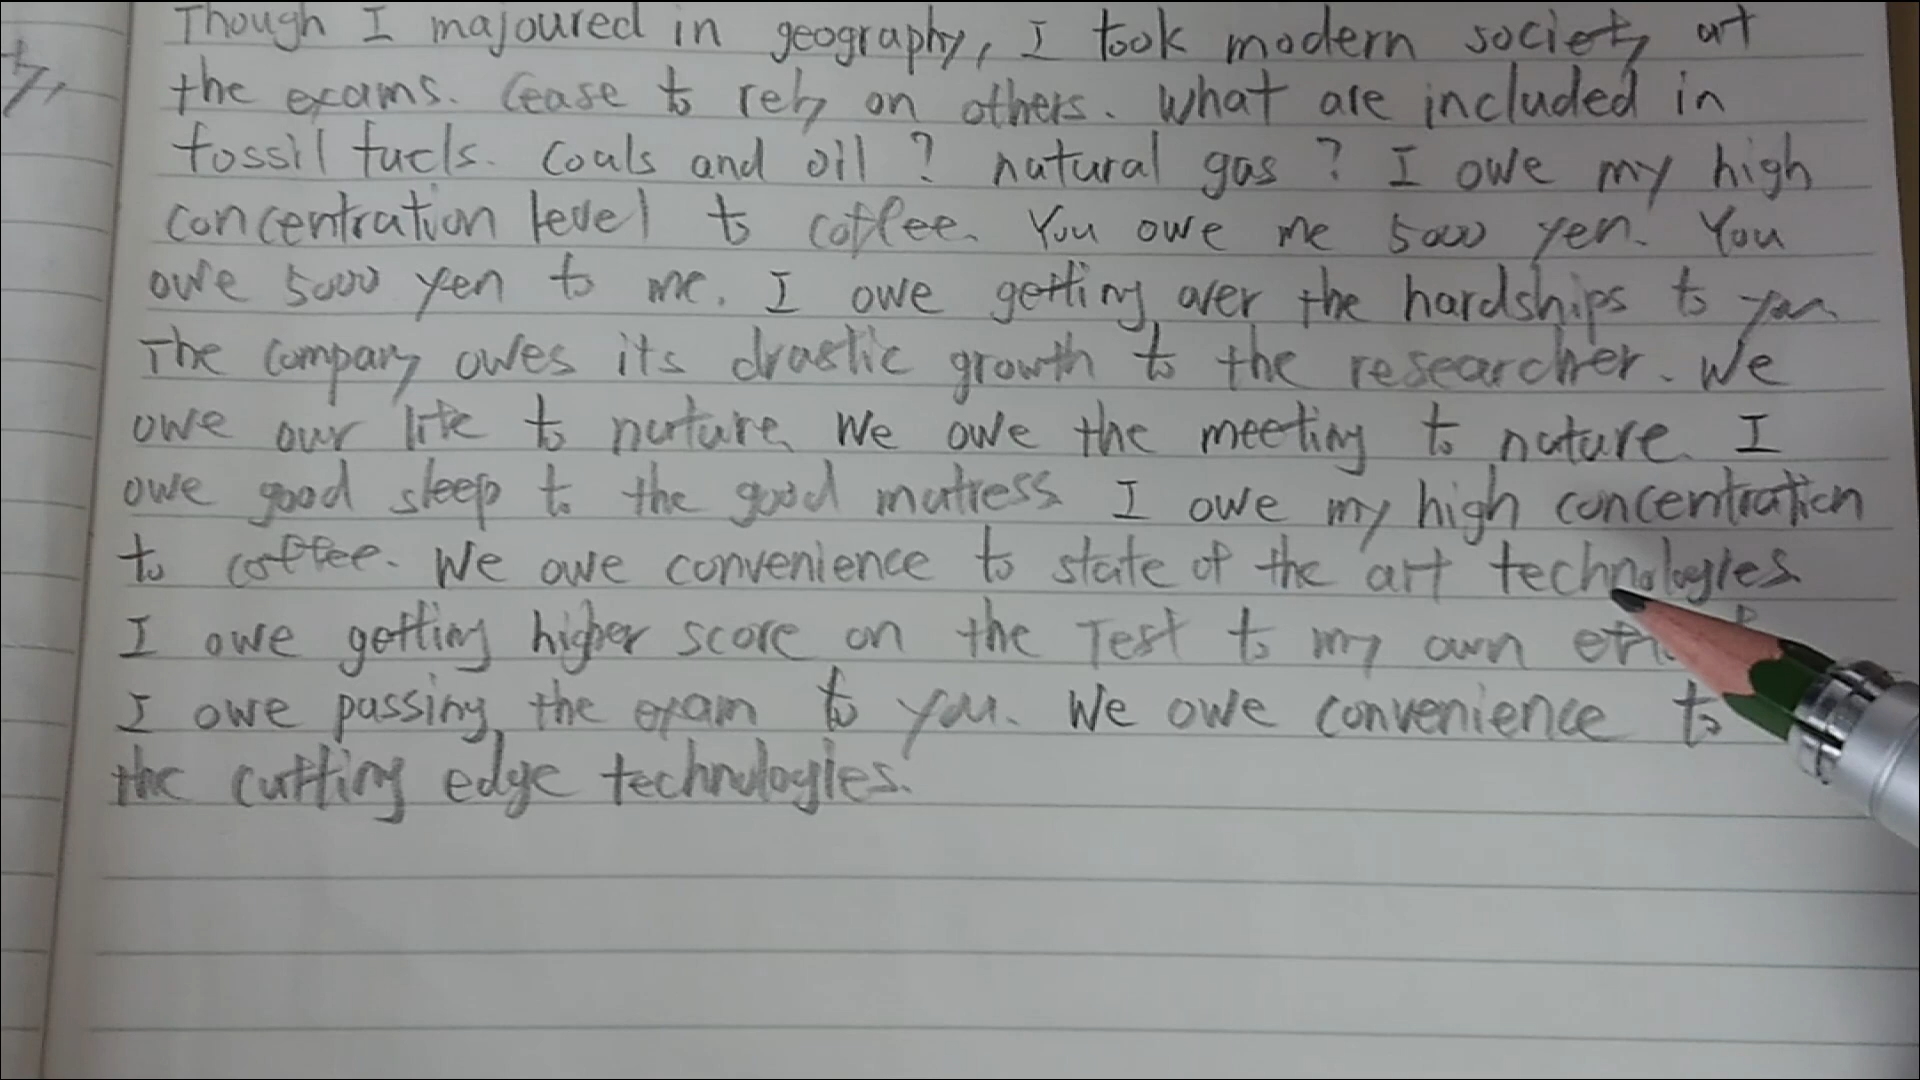 Though I majoured in geography, I took modern society at
the exams. Cease to rely on others. What are included in
fossil fuels. Coals and oil ? natural gas ? I owe my high
concentration level to coffee. You owe me 5000 yen. You
owe 5000 yen to me. I owe getting over the hardships to you
The company owes its drastic growth to the researcher. We
owe our life to nature. We owe the meeting to nature. I
owe good sleep to the good matress I owe my high concentration
to coffee. We owe convenience to state of the art technologies.
I owe getting higher score on the Test to my own
I owe passing the exam to you. We owe convenience to
the cutting edge technologies.